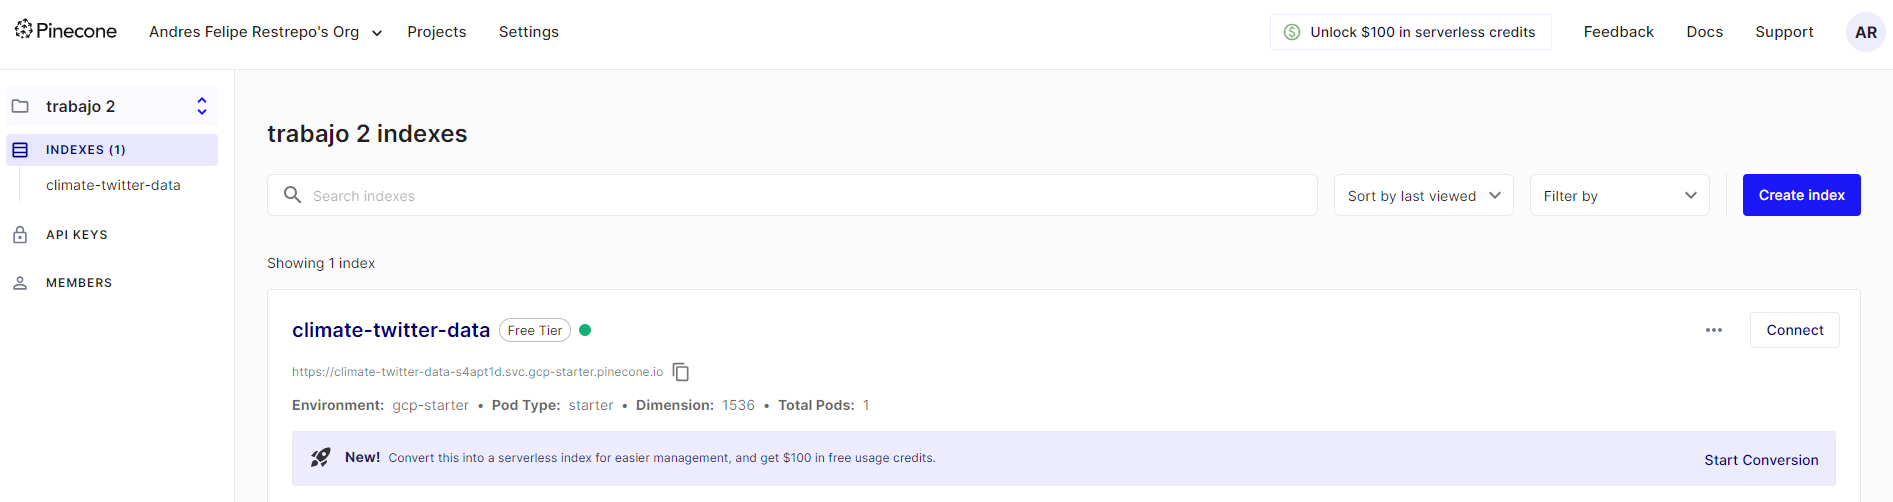 Pinecone Andres Felipe Restrepo's Org Projects Settings Unlock $100 in serverless credits Feedback Docs Support AR
trabajo 2
INDEXES (1)
climate-twitter-data
API KEYS
MEMBERS
trabajo 2 indexes
Search indexes Sort by last viewed Filter by Create index
Showing 1 index
climate-twitter-data Free Tier Connect
https://climate-twitter-data-s4apt1d.svc.gcp-starter.pinecone.io
Environment: gcp-starter • Pod Type: starter • Dimension: 1536 • Total Pods: 1
New! Convert this into a serverless index for easier management, and get $100 in free usage credits. Start Conversion